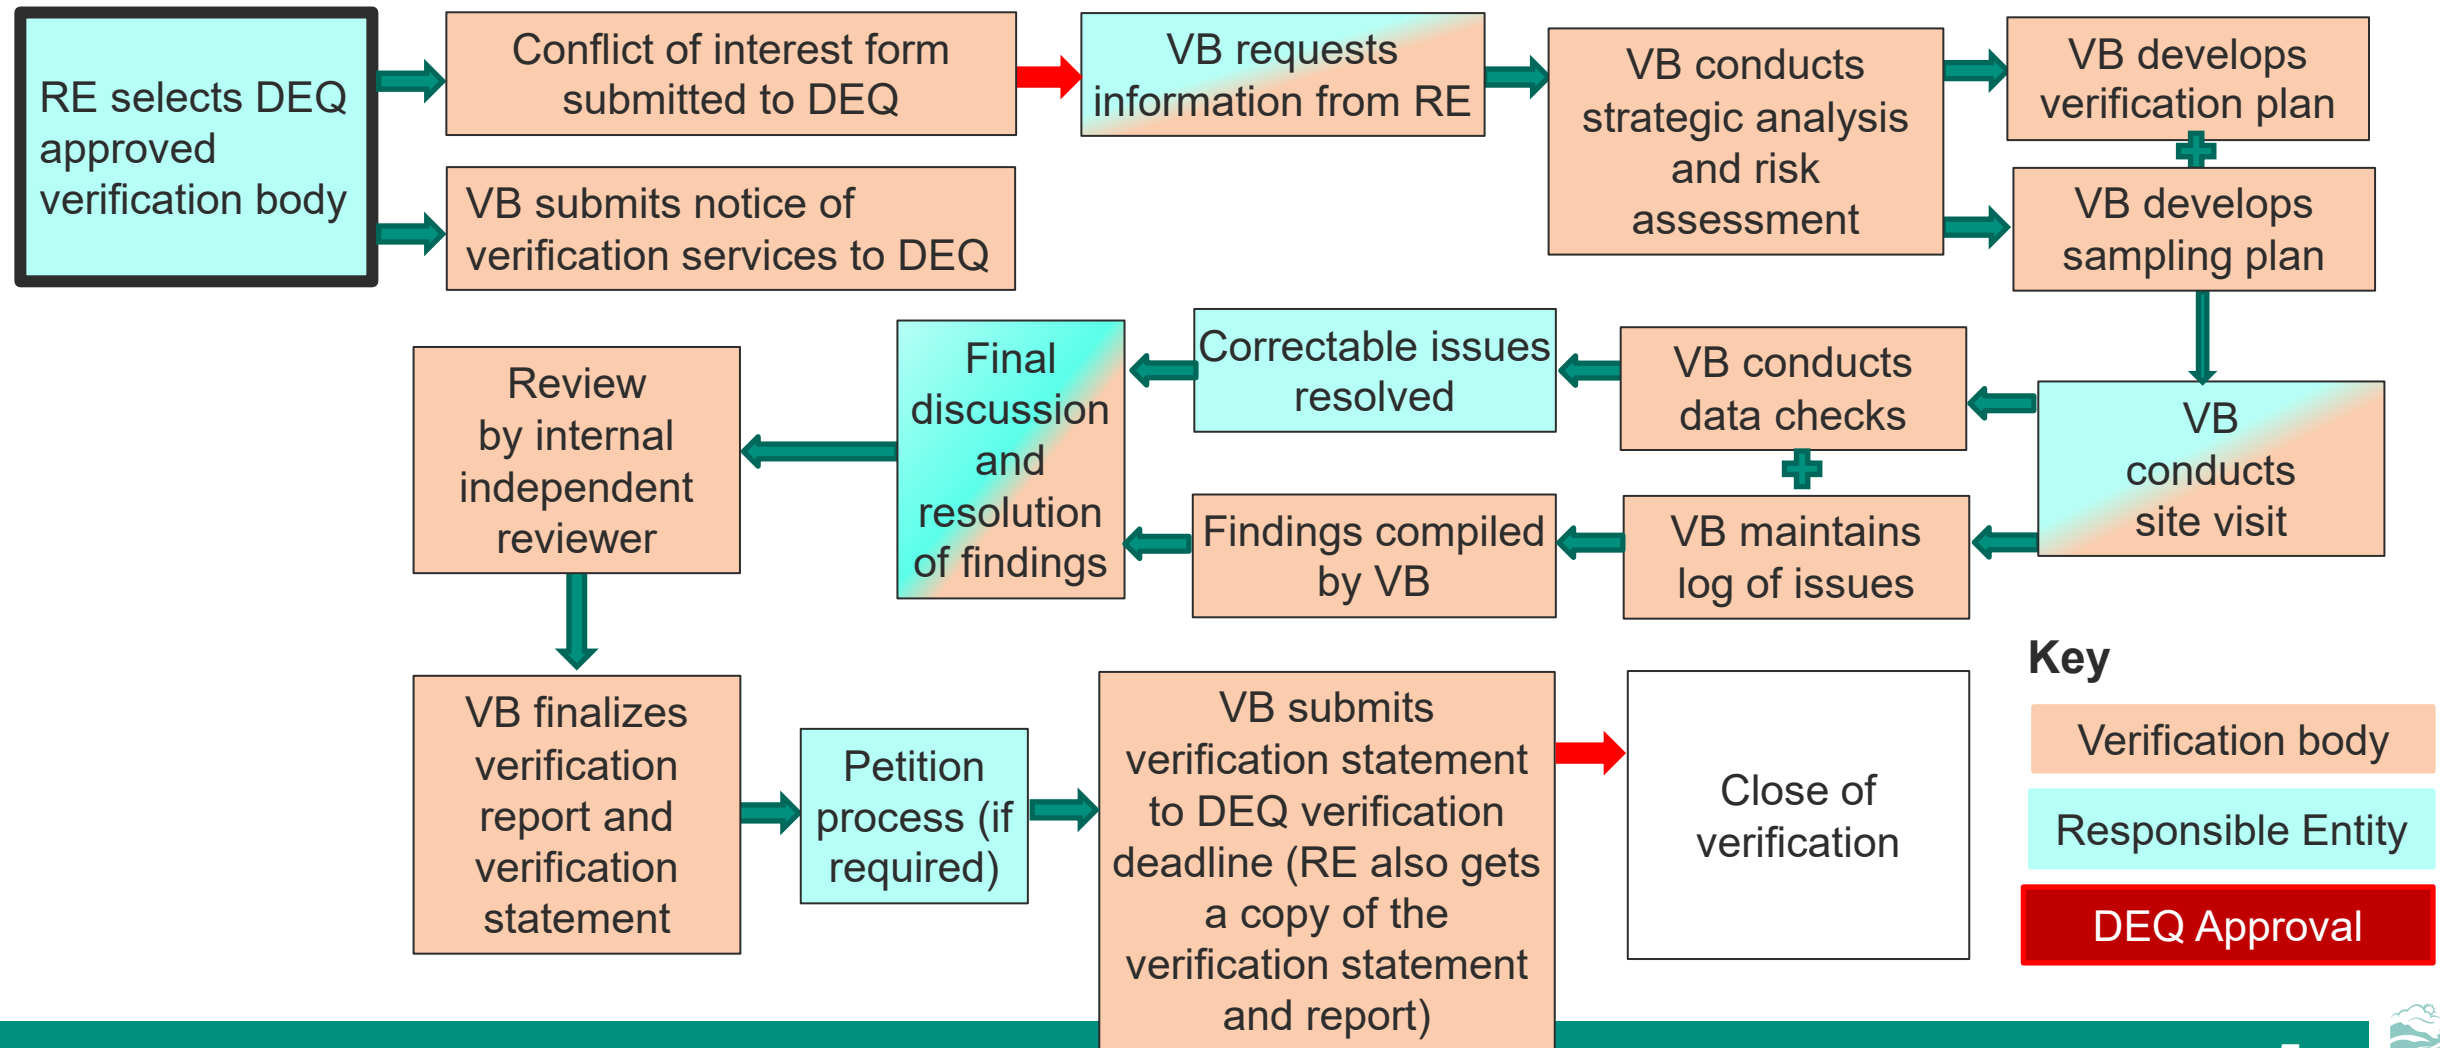 RE selects DEQ
approved
verification body
Conflict of interest form
submitted to DEQ
VB submits notice of
verification services to DEQ
VB requests
information from RE
VB conducts
strategic analysis
and risk
assessment
VB develops
verification plan
VB develops
sampling plan
VB
conducts
site visit
VB conducts
data checks
VB maintains
log of issues
Correctable issues
resolved
Findings compiled
by VB
Final
discussion
and
resolution
of findings
Review
by internal
independent
reviewer
VB finalizes
verification
report and
verification
statement
Petition
process (if
required)
VB submits
verification statement
to DEQ verification
deadline (RE also gets
a copy of the
verification statement
and report)
Close of
verification
Key
Verification body
Responsible Entity
DEQ Approval